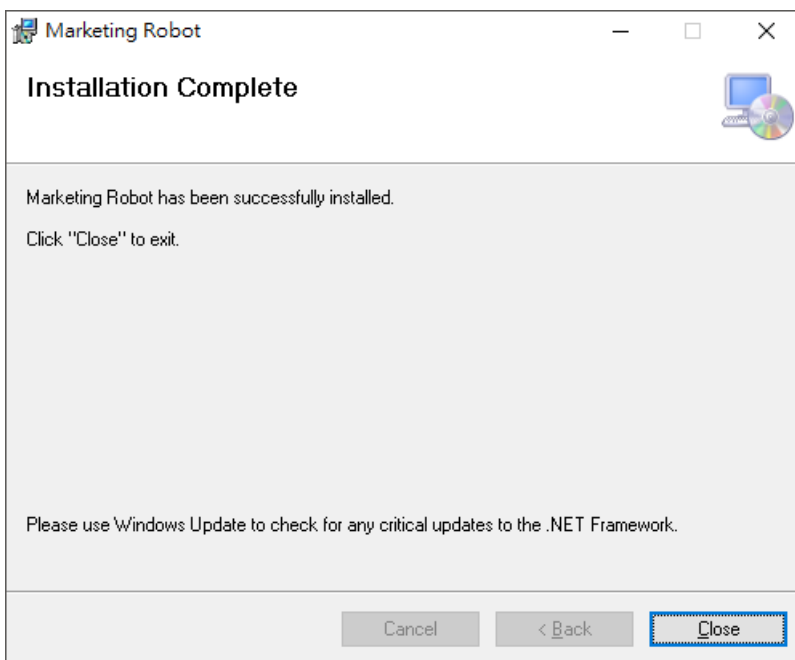 Marketing Robot
Installation Complete
Marketing Robot has been successfully installed.
Click "Close" to exit.
Please use Windows Update to check for any critical updates to the .NET Framework.
Cancel
< Back
Close